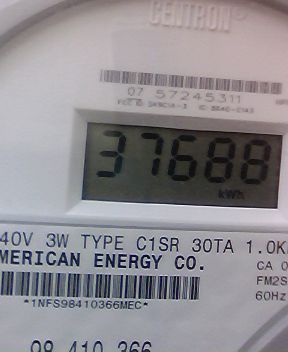 CENTRON®
07 57245311
37688
kWh
40V 3W TYPE C1SR 30TA 1.0K
MERICAN ENERGY CO.
CA 0
*1NFS98410366MEC*
FM2S
60Hz
98 410 366